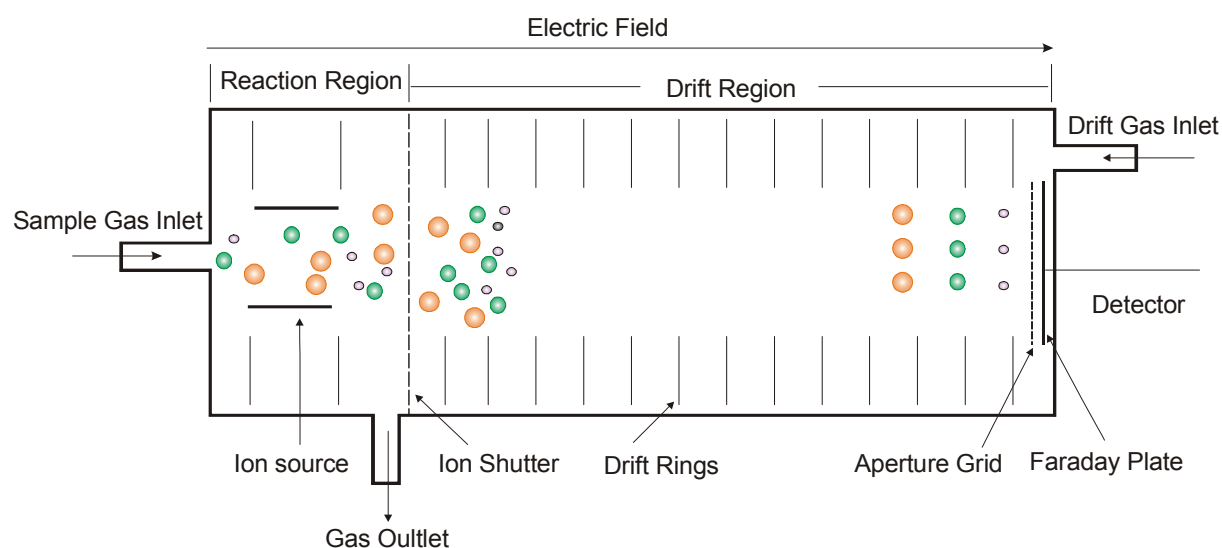 Electric Field
Reaction Region
Drift Region
Drift Gas Inlet
Sample Gas Inlet
Detector
Ion source
Ion Shutter
Drift Rings
Aperture Grid
Faraday Plate
Gas Oultlet